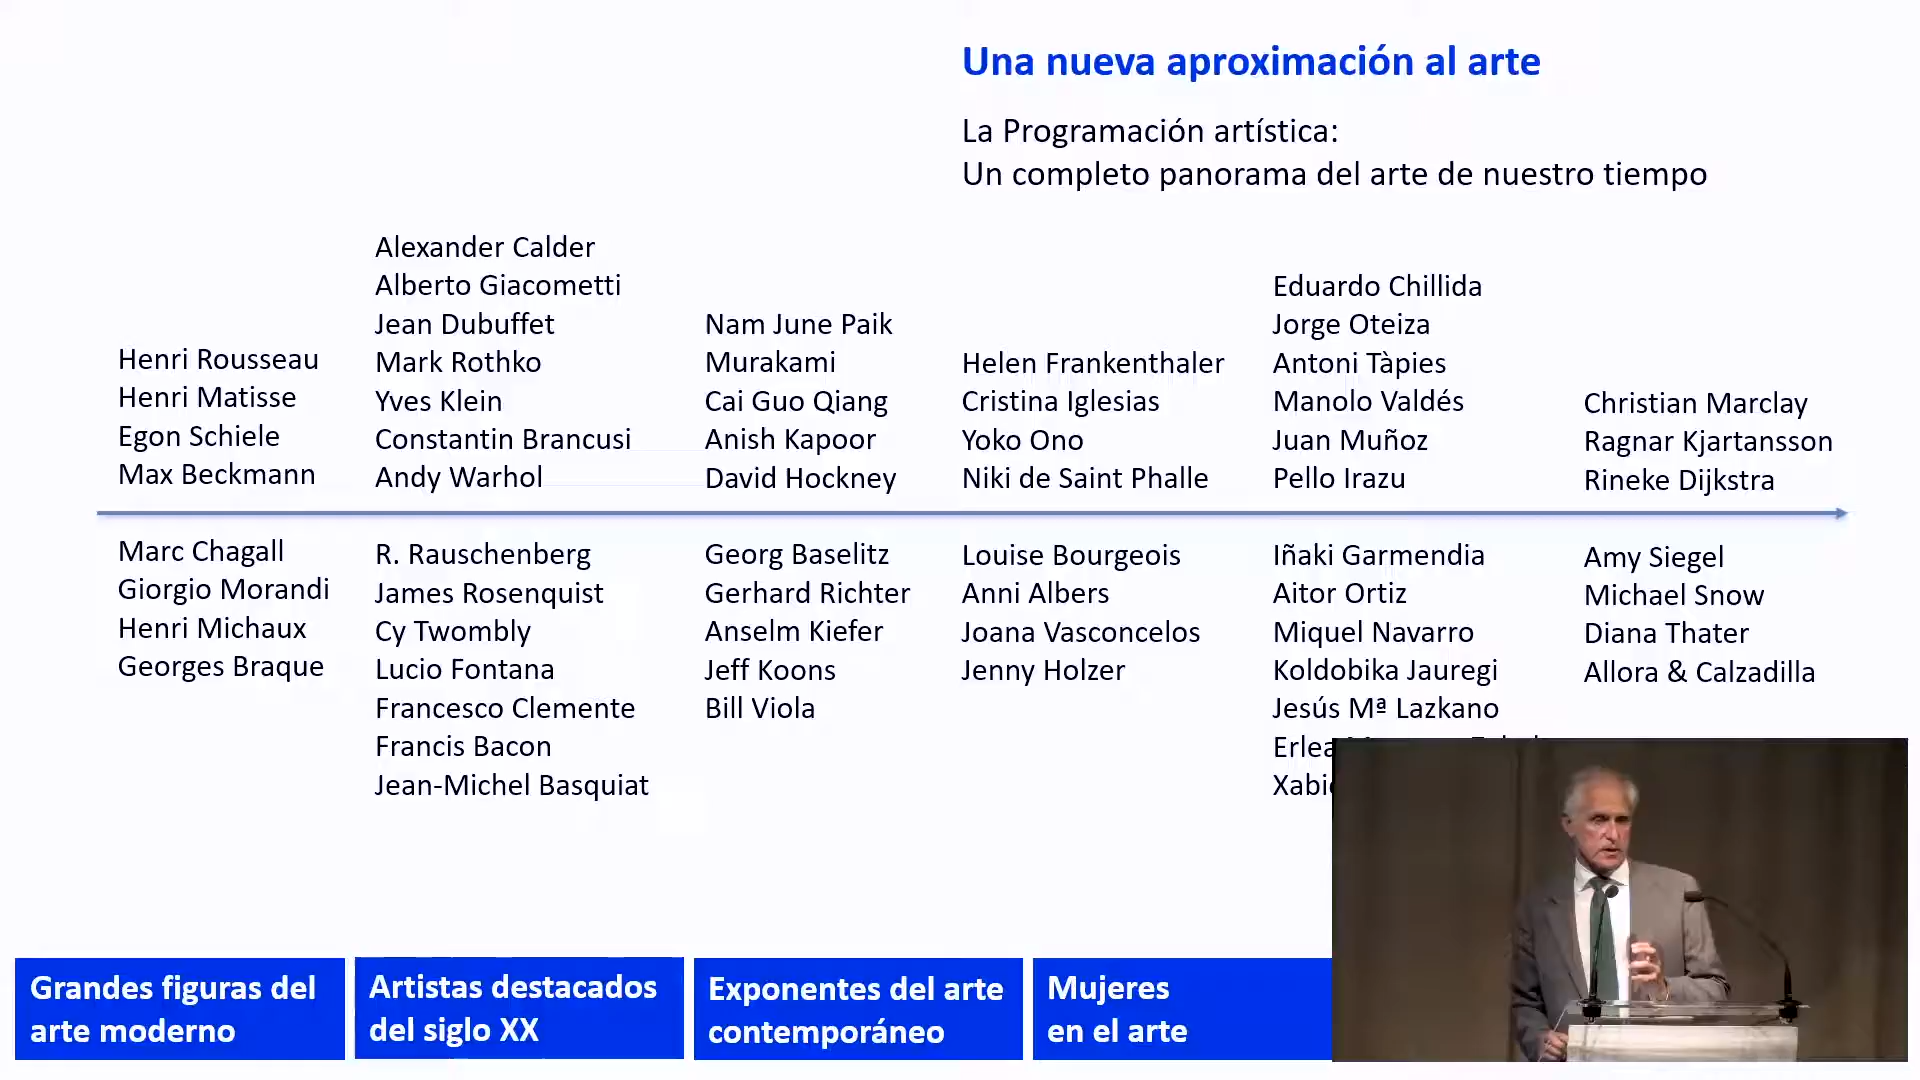 Una nueva aproximación al arte
La Programación artística:
Un completo panorama del arte de nuestro tiempo
Henri Rousseau
Henri Matisse
Egon Schiele
Max Beckmann
Alexander Calder
Alberto Giacometti
Jean Dubuffet
Mark Rothko
Yves Klein
Constantin Brancusi
Andy Warhol
Nam June Paik
Murakami
Cai Guo Qiang
Anish Kapoor
David Hockney
Helen Frankenthaler
Cristina Iglesias
Yoko Ono
Niki de Saint Phalle
Eduardo Chillida
Jorge Oteiza
Antoni Tàpies
Manolo Valdés
Juan Muñoz
Pello Irazu
Christian Marclay
Ragnar Kjartansson
Rineke Dijkstra
Marc Chagall
Giorgio Morandi
Henri Michaux
Georges Braque
R. Rauschenberg
James Rosenquist
Cy Twombly
Lucio Fontana
Francesco Clemente
Francis Bacon
Jean-Michel Basquiat
Georg Baselitz
Gerhard Richter
Anselm Kiefer
Jeff Koons
Bill Viola
Louise Bourgeois
Anni Albers
Joana Vasconcelos
Jenny Holzer
Iñaki Garmendia
Aitor Ortiz
Miquel Navarro
Koldobika Jauregi
Jesús Mª Lazkano
Amy Siegel
Michael Snow
Diana Thater
Allora & Calzadilla
Grandes figuras del
arte moderno
Artistas destacados
del siglo XX
Exponentes del arte
contemporáneo
Mujeres
en el arte